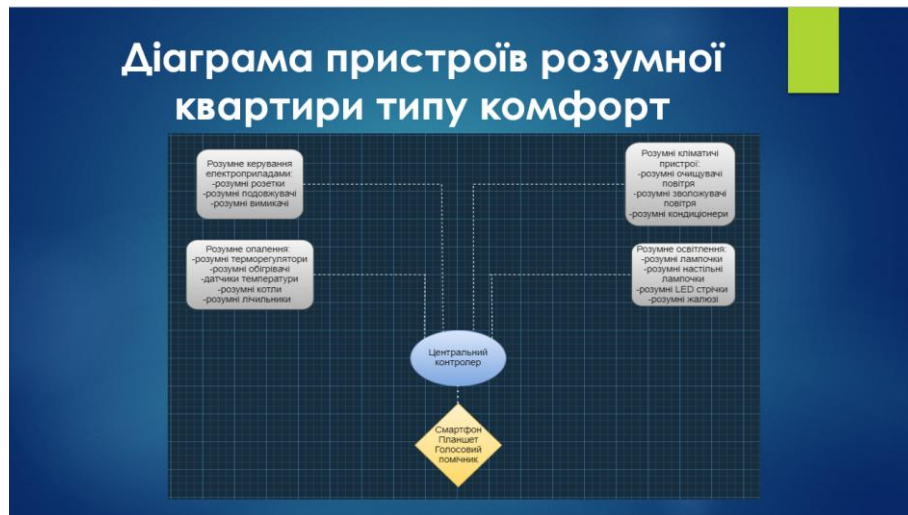 Діаграма пристроїв розумної
квартири типу комфорт
Розумне керування
електроприладами:
-розумні розетки
-розумні подовжувачі
-розумні вимикачі
Розумні кліматичі
пристрої:
-розумні очищувачі
повітря
-розумні зволожувачі
повітря
-розумні кондиціонери
Розумне опалення:
-розумні терморегулятори
-розумні обігрівачі
-датчики температури
-розумні котли
-розумні лічильники
Розумне освітлення:
-розумні лампочки
-розумні настільні
лампочки
-розумні LED стрічки
-розумні жалюзі
Центральний
контролер
Смартфон
Планшет
Голосовий
помічник